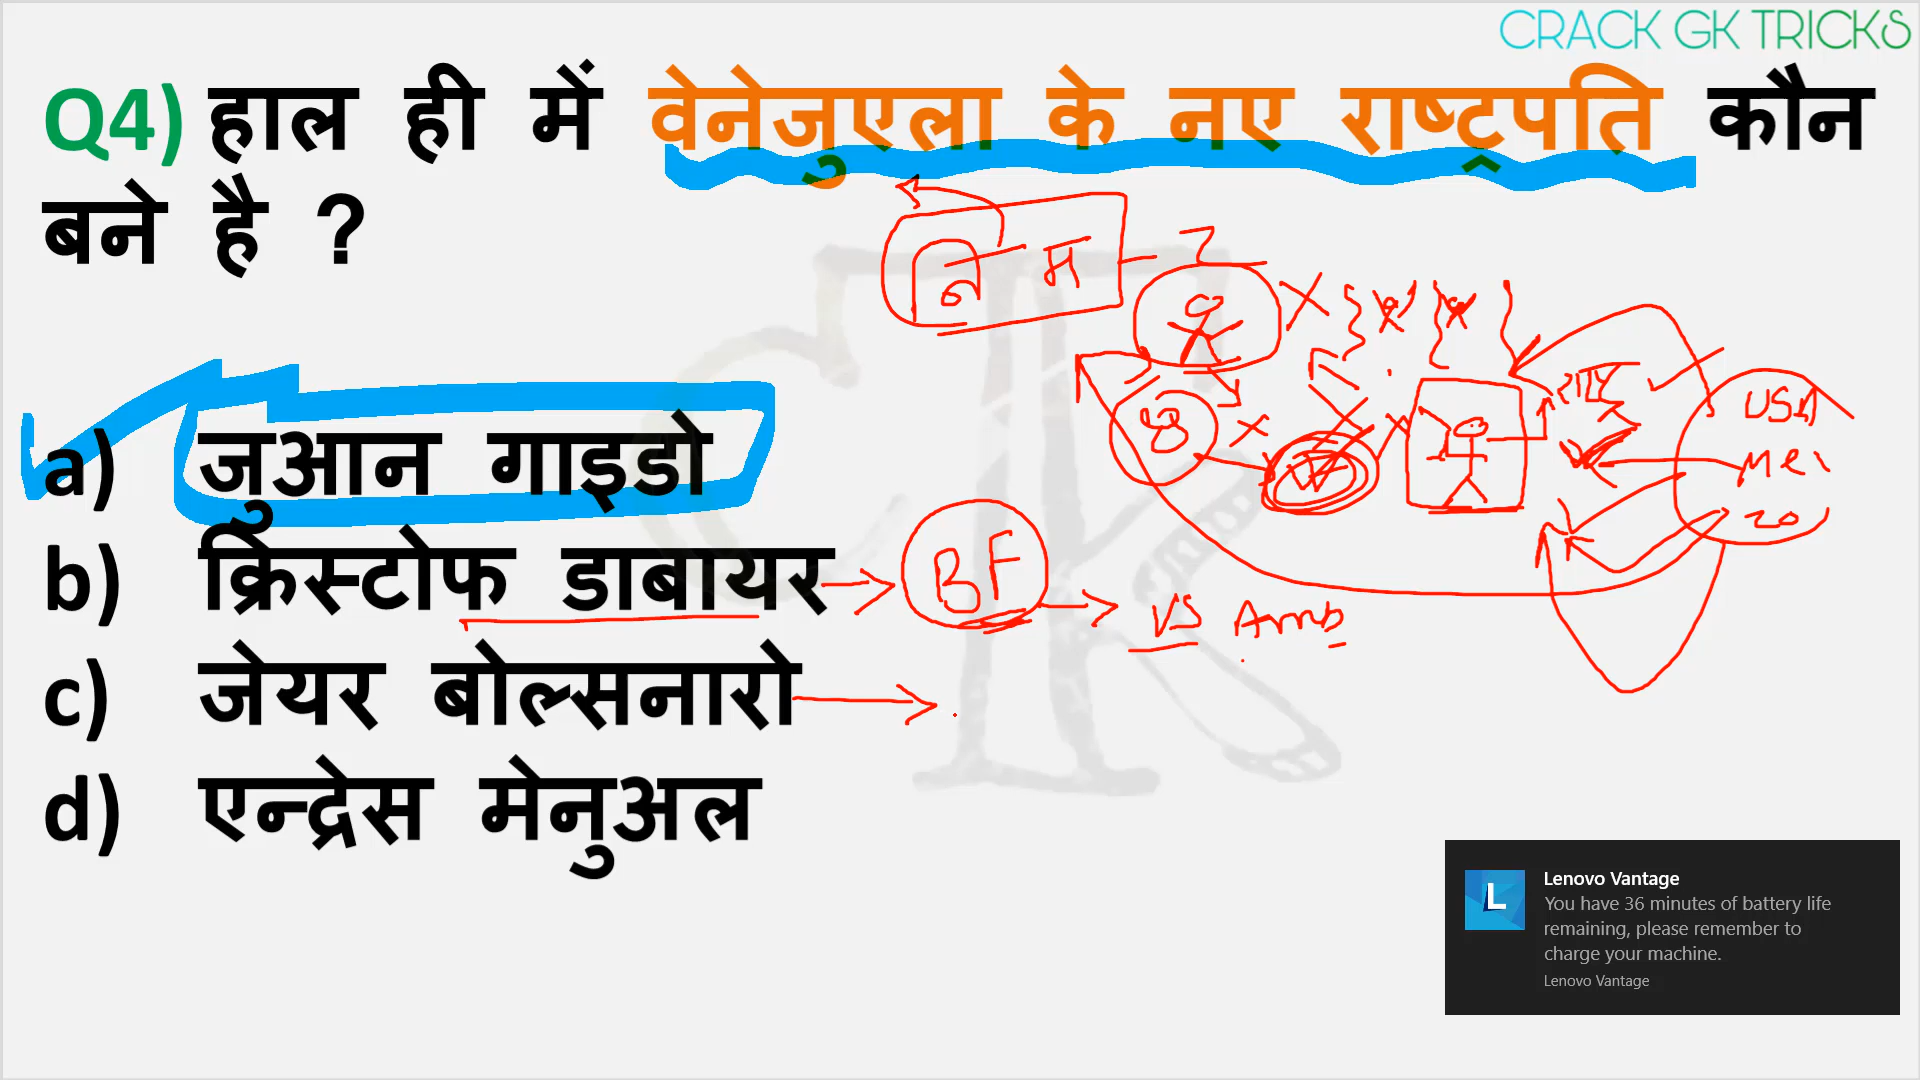 CRACK GK TRICKS
Q4) हाल ही में वेनेजुएला के नए राष्ट्रपति कौन
बने है ?
a) जुआन गाइडो
b) क्रिस्टोफ डाबायर
c) जेयर बोल्सनारो
d) एन्द्रेस मेनुअल
न म
USA
BF
VS Amb
20
Lenovo Vantage
You have 36 minutes of battery life
remaining, please remember to
charge your machine.
Lenovo Vantage